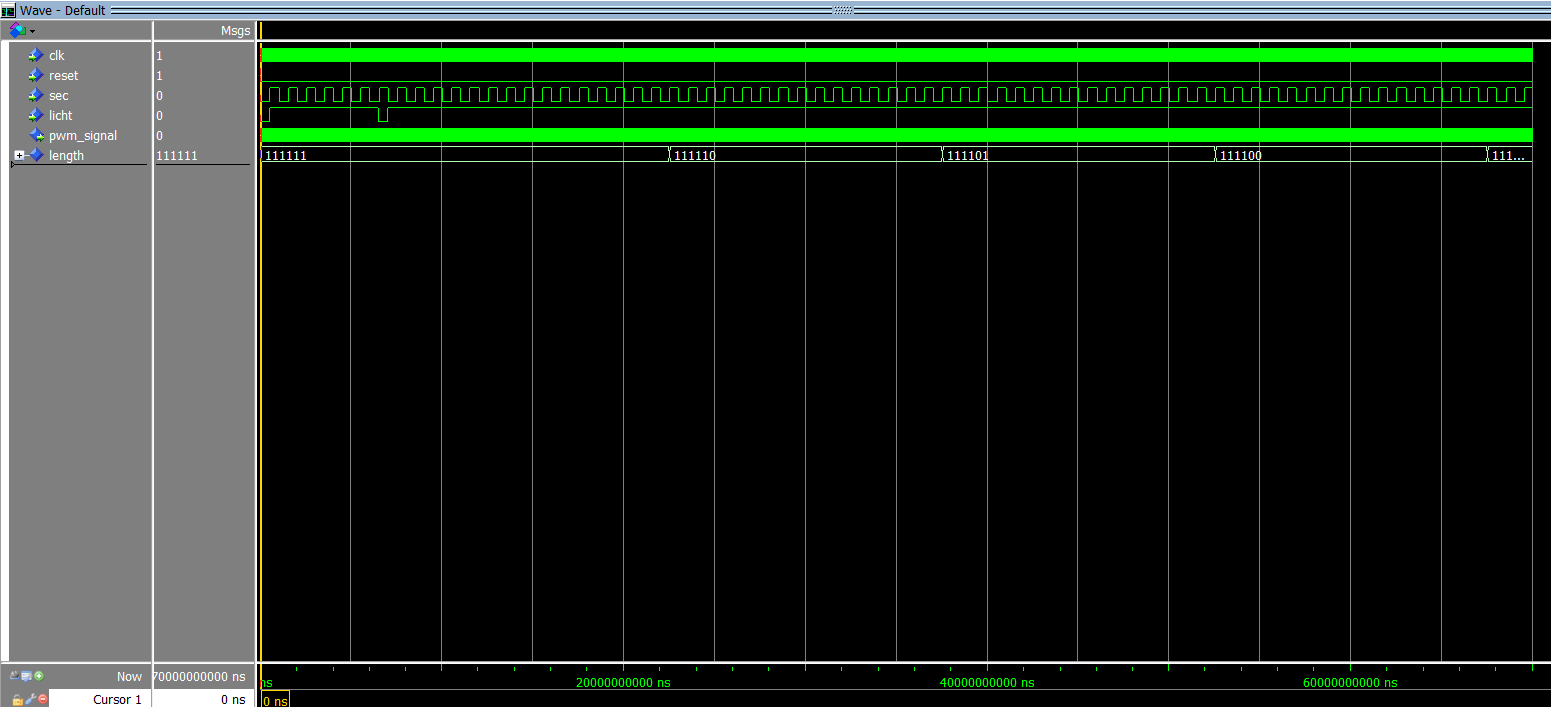 Wave - Default
Msgs
clk 1
reset 1
sec 0
licht 0
pwm_signal 0
length 111111 111111 111110 111101 111100 111...
Now 70000000000 ns ns 20000000000 ns 40000000000 ns 60000000000 ns
Cursor 1 0 ns 0 ns